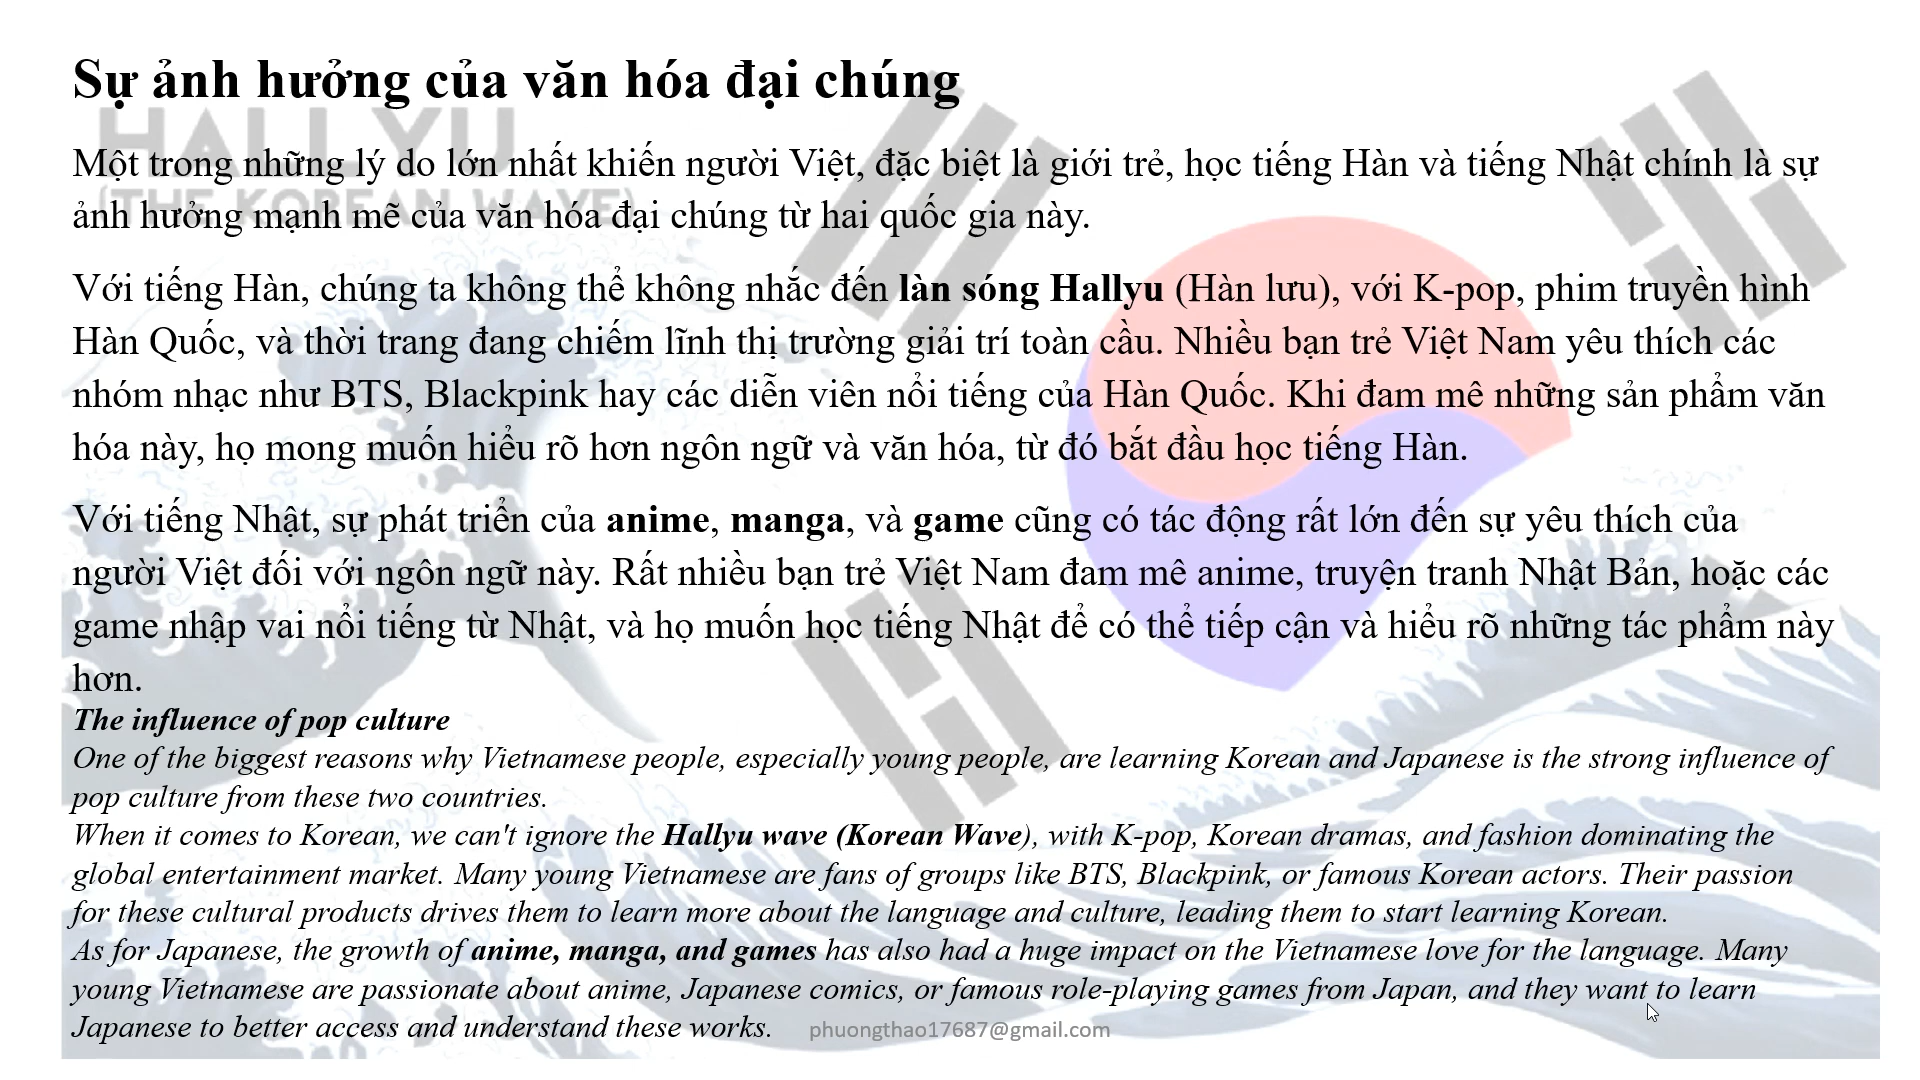 Sự ảnh hưởng của văn hóa đại chúng
HALLYU
(THE KOREAN WAVE)
Một trong những lý do lớn nhất khiến người Việt, đặc biệt là giới trẻ, học tiếng Hàn và tiếng Nhật chính là sự
ảnh hưởng mạnh mẽ của văn hóa đại chúng từ hai quốc gia này.
Với tiếng Hàn, chúng ta không thể không nhắc đến làn sóng Hallyu (Hàn lưu), với K-pop, phim truyền hình
Hàn Quốc, và thời trang đang chiếm lĩnh thị trường giải trí toàn cầu. Nhiều bạn trẻ Việt Nam yêu thích các
nhóm nhạc như BTS, Blackpink hay các diễn viên nổi tiếng của Hàn Quốc. Khi đam mê những sản phẩm văn
hóa này, họ mong muốn hiểu rõ hơn ngôn ngữ và văn hóa, từ đó bắt đầu học tiếng Hàn.
Với tiếng Nhật, sự phát triển của anime, manga, và game cũng có tác động rất lớn đến sự yêu thích của
người Việt đối với ngôn ngữ này. Rất nhiều bạn trẻ Việt Nam đam mê anime, truyện tranh Nhật Bản, hoặc các
game nhập vai nổi tiếng từ Nhật, và họ muốn học tiếng Nhật để có thể tiếp cận và hiểu rõ những tác phẩm này
hơn.
The influence of pop culture
One of the biggest reasons why Vietnamese people, especially young people, are learning Korean and Japanese is the strong influence of
pop culture from these two countries.
When it comes to Korean, we can't ignore the Hallyu wave (Korean Wave), with K-pop, Korean dramas, and fashion dominating the
global entertainment market. Many young Vietnamese are fans of groups like BTS, Blackpink, or famous Korean actors. Their passion
for these cultural products drives them to learn more about the language and culture, leading them to start learning Korean.
As for Japanese, the growth of anime, manga, and games has also had a huge impact on the Vietnamese love for the language. Many
young Vietnamese are passionate about anime, Japanese comics, or famous role-playing games from Japan, and they want to learn
Japanese to better access and understand these works.
phuongthao17687@gmail.com